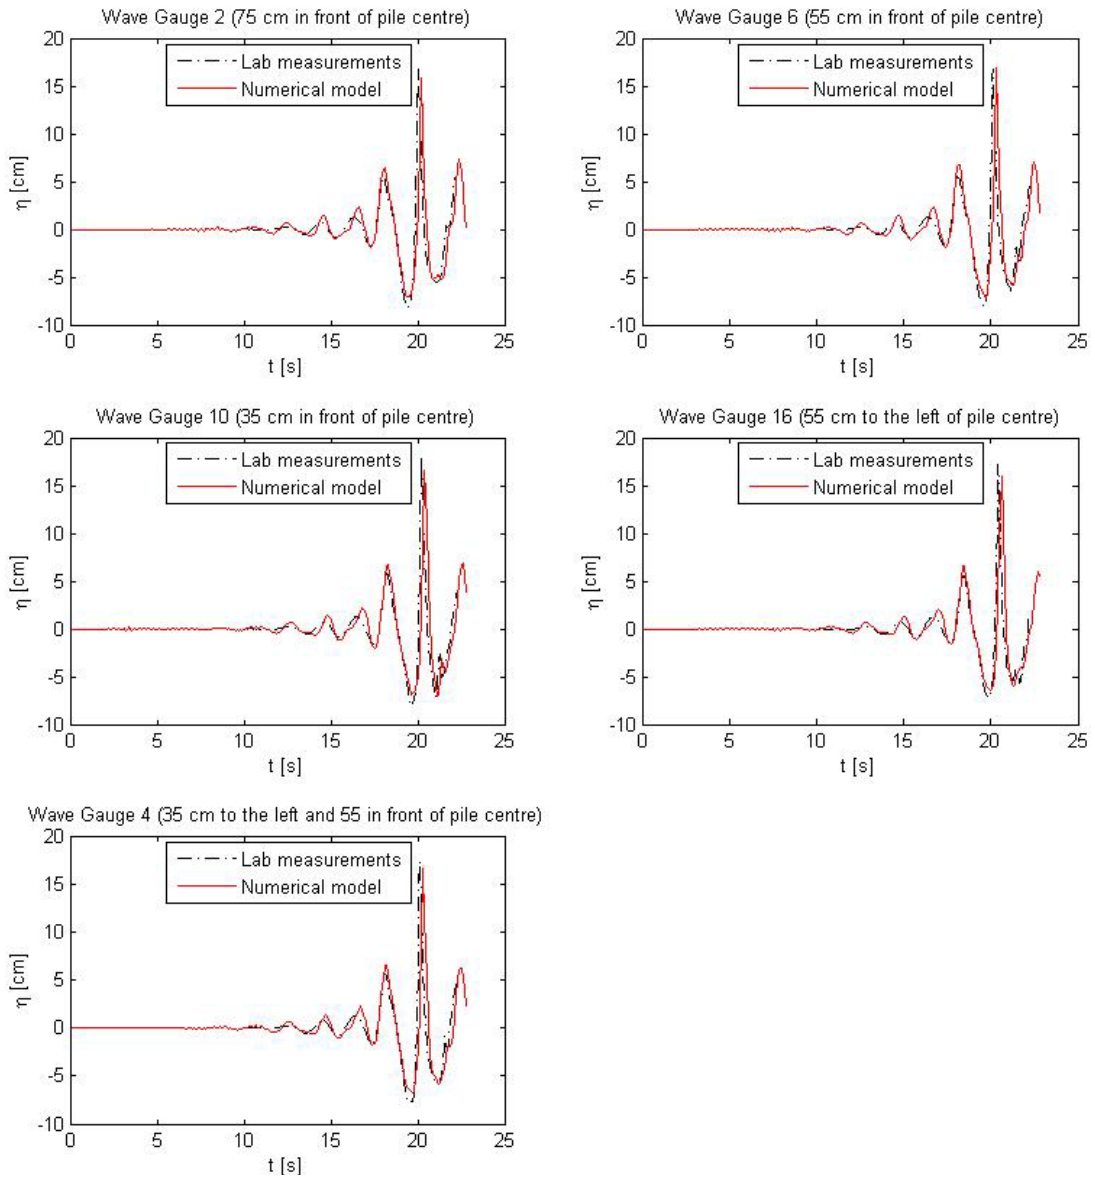 Wave Gauge 2 (75 cm in front of pile centre)
20
15
10
5
0
-5
-10
η [cm]
Lab measurements
Numerical model
0 5 10 15 20 25
t [s]
Wave Gauge 6 (55 cm in front of pile centre)
20
15
10
5
0
-5
-10
η [cm]
Lab measurements
Numerical model
0 5 10 15 20 25
t [s]
Wave Gauge 10 (35 cm in front of pile centre)
20
15
10
5
0
-5
-10
η [cm]
Lab measurements
Numerical model
0 5 10 15 20 25
t [s]
Wave Gauge 16 (55 cm to the left of pile centre)
20
15
10
5
0
-5
-10
η [cm]
Lab measurements
Numerical model
0 5 10 15 20 25
t [s]
Wave Gauge 4 (35 cm to the left and 55 in front of pile centre)
20
15
10
5
0
-5
-10
η [cm]
Lab measurements
Numerical model
0 5 10 15 20 25
t [s]